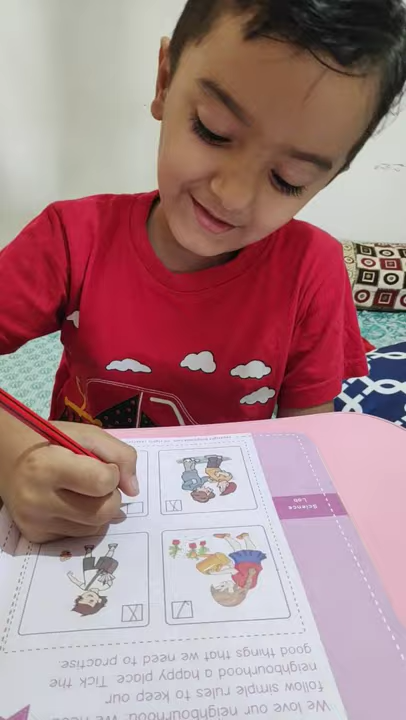 Science
Lab
We love our neighbourhood. We
follow simple rules to keep our
neighbourhood a happy place. Tick the
good things that we need to practise